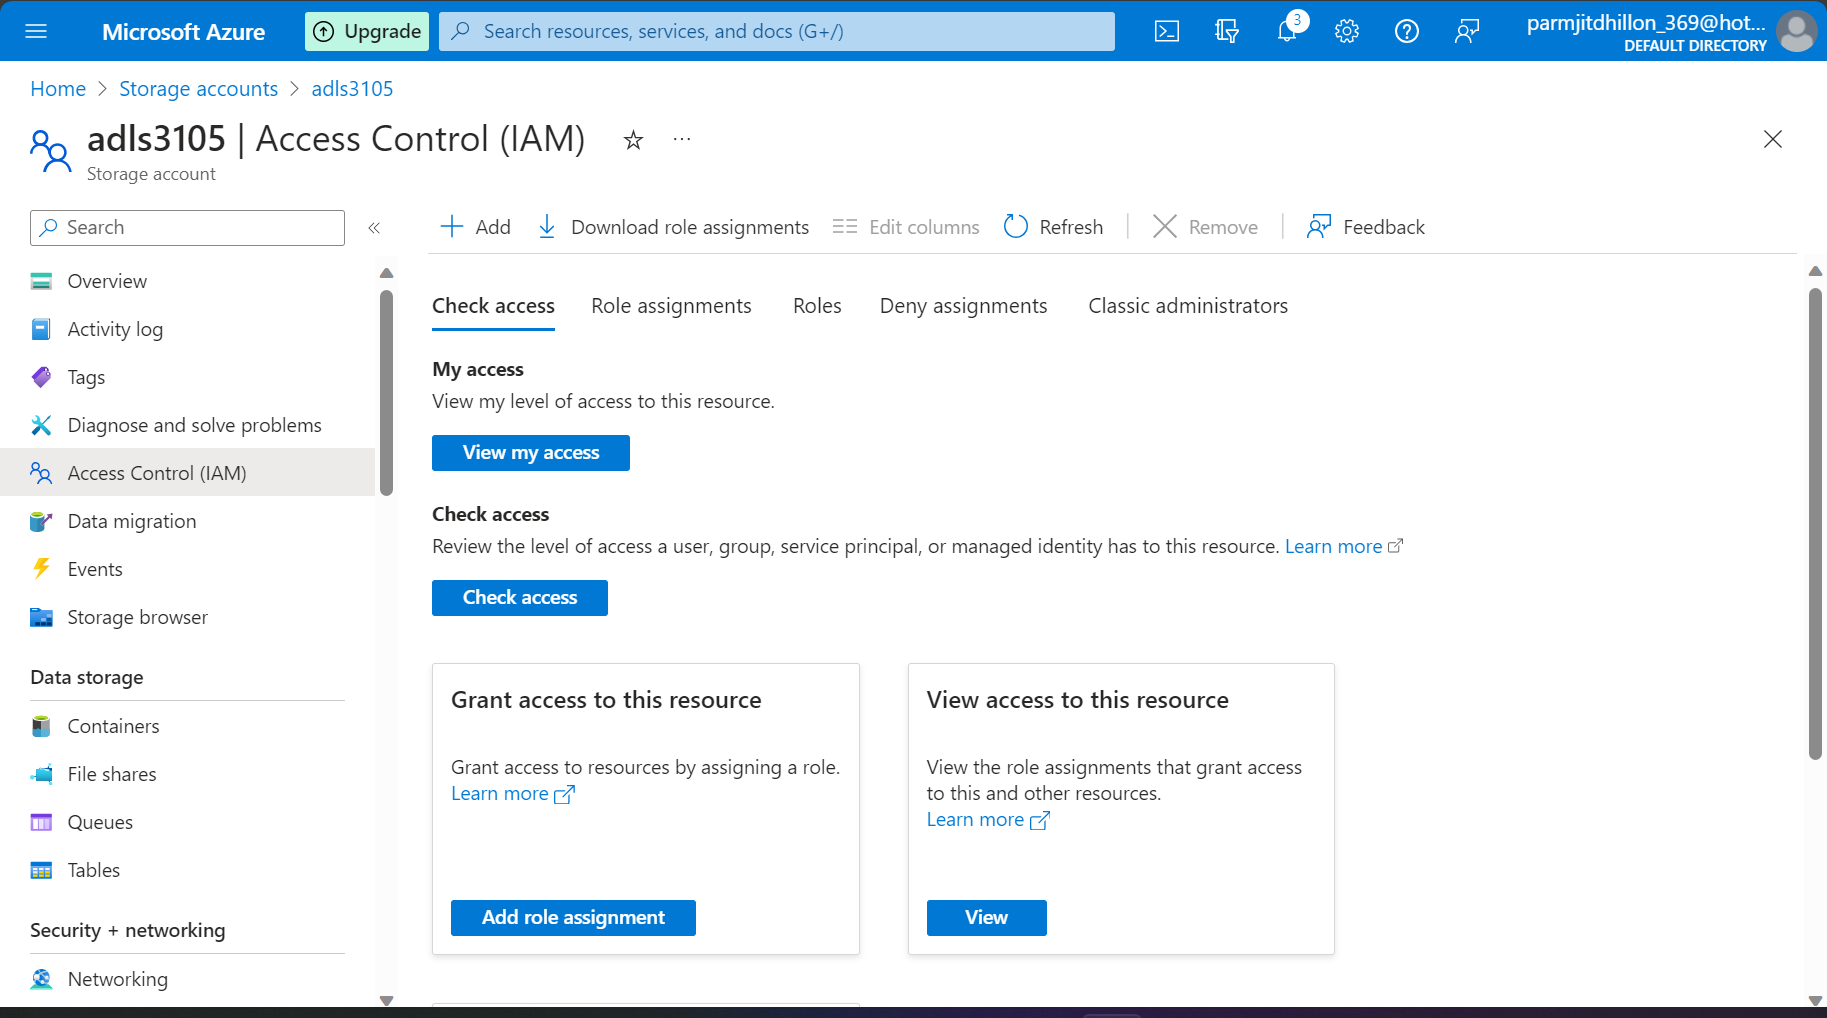 Microsoft Azure
Upgrade
Search resources, services, and docs (G+/)
3
parmjitdhillon_369@hot...
DEFAULT DIRECTORY
Home > Storage accounts > adls3105
adls3105 | Access Control (IAM)
Storage account
Search
Add
Download role assignments
Edit columns
Refresh
Remove
Feedback
Overview
Activity log
Tags
Diagnose and solve problems
Access Control (IAM)
Data migration
Events
Storage browser
Data storage
Containers
File shares
Queues
Tables
Security + networking
Networking
Check access
Role assignments
Roles
Deny assignments
Classic administrators
My access
View my level of access to this resource.
View my access
Check access
Review the level of access a user, group, service principal, or managed identity has to this resource. Learn more
Check access
Grant access to this resource
Grant access to resources by assigning a role.
Learn more
Add role assignment
View access to this resource
View the role assignments that grant access
to this and other resources.
Learn more
View